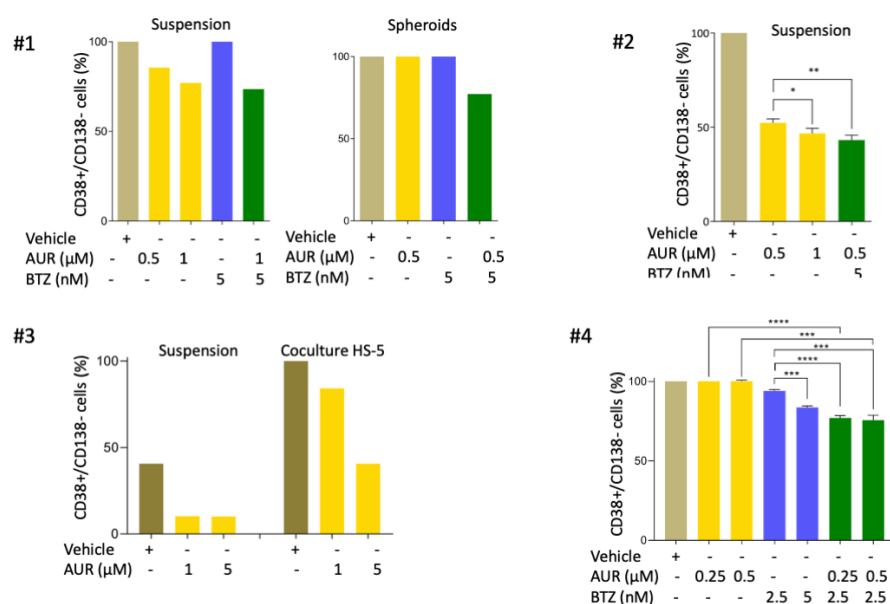 #1
Suspension
CD38+/CD138- cells (%)
100
50
0
Vehicle + - - - -
AUR (µM) - 0.5 1 - 1
BTZ (nM) - - - 5 5
Spheroids
100
50
0
Vehicle + - - -
AUR (µM) - 0.5 - 0.5
BTZ (nM) - - 5 5
#2
Suspension
CD38+/CD138- cells (%)
100
50
0
**
*
Vehicle + - - -
AUR (µM) - 0.5 1 0.5
BTZ (nM) - - - 5
#3
Suspension Coculture HS-5
CD38+/CD138- cells (%)
100
50
0
Vehicle + - - + - -
AUR (µM) - 1 5 - 1 5
#4
CD38+/CD138- cells (%)
100
50
0
****
***
***
****
***
Vehicle + - - - - - -
AUR (µM) - 0.25 0.5 - - 0.25 0.5
BTZ (nM) - - - 2.5 5 2.5 2.5